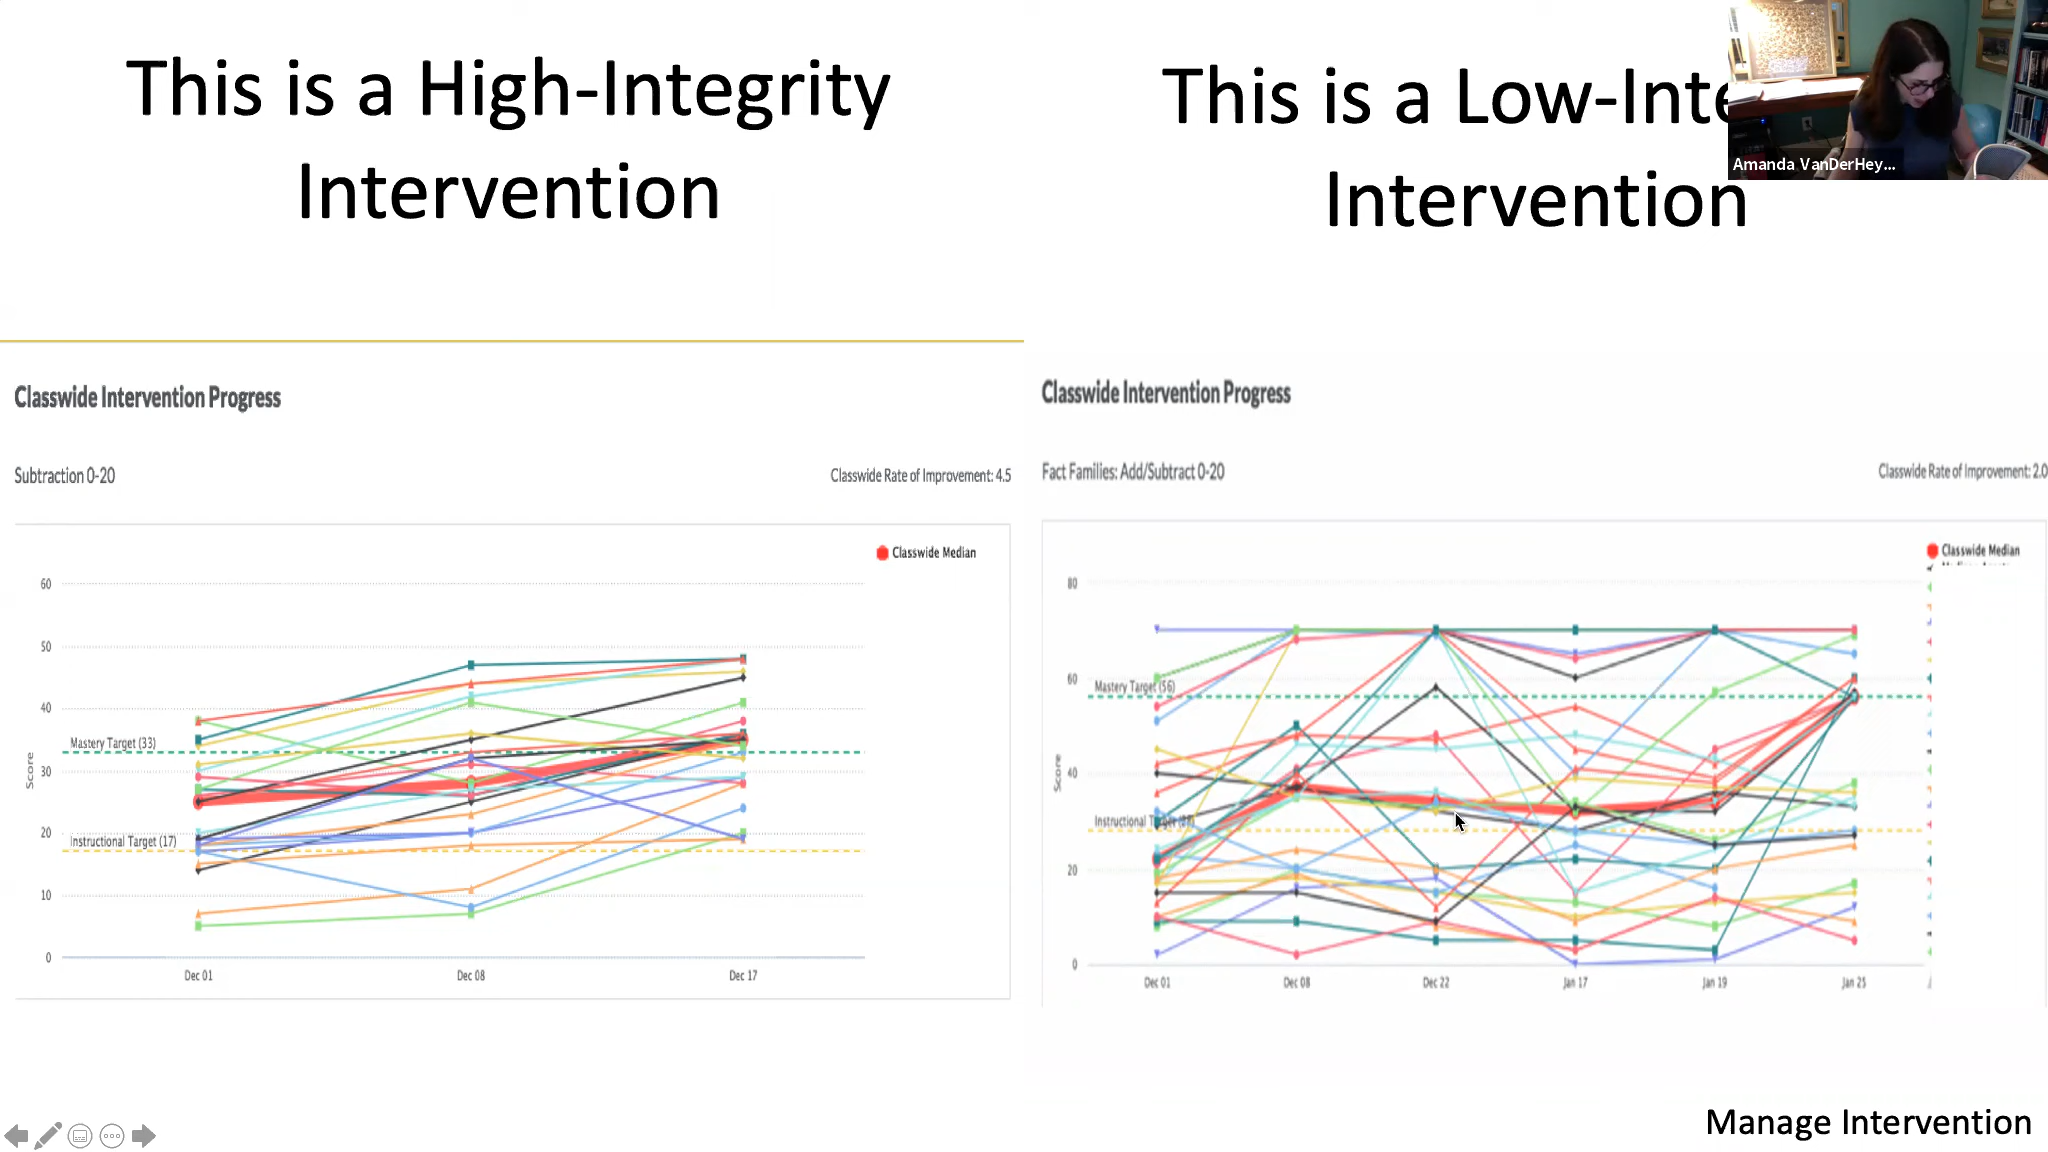 This is a High-Integrity
Intervention
This is a Low-Inte
Intervention
Amanda VanDerHey...
Classwide Intervention Progress
Subtraction 0-20
Classwide Rate of Improvement: 4.5
Classwide Median
60
50
40
Mastery Target (33)
30
20
Instructional Target (17)
10
0
Score
Dec 01
Dec 08
Dec 17
Classwide Intervention Progress
Fact Families: Add/Subtract 0-20
Classwide Rate of Improvement: 2.0
Classwide Median
80
Mastery Target (56)
60
40
Instructional Target
20
0
Score
Dec 01
Dec 08
Dec 22
Jan 17
Jan 19
Jan 25
Manage Intervention